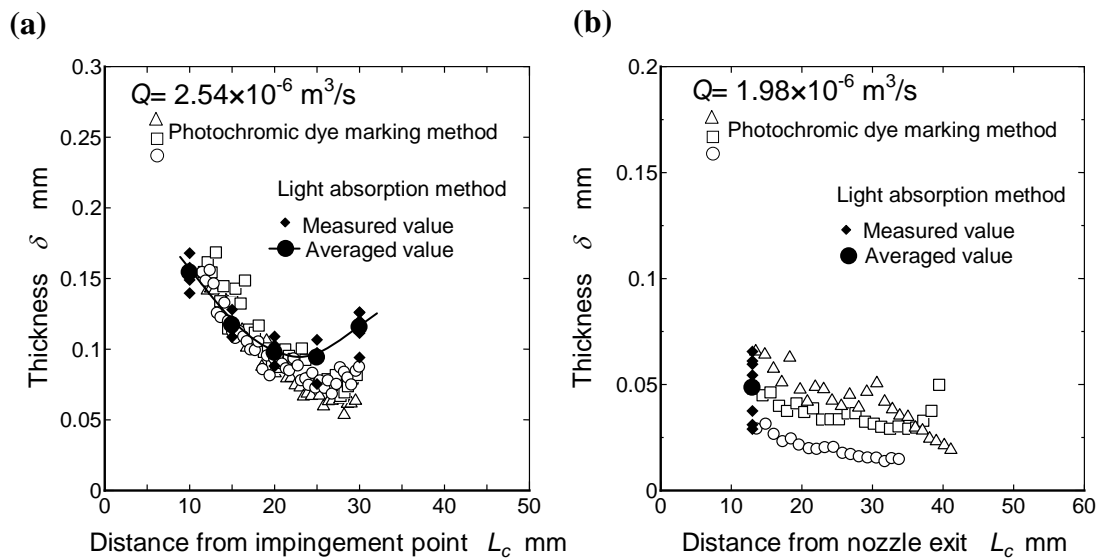 (a)
Q= 2.54×10⁻⁶ m³/s
Photochromic dye marking method
Light absorption method
Measured value
Averaged value
0.3
0.25
0.2
0.15
0.1
0.05
0
10
20
30
40
50
Thickness δ mm
Distance from impingement point L_c mm
(b)
Q= 1.98×10⁻⁶ m³/s
Photochromic dye marking method
Light absorption method
Measured value
Averaged value
0.2
0.15
0.1
0.05
0
0
10
20
30
40
50
60
Thickness δ mm
Distance from nozzle exit L_c mm